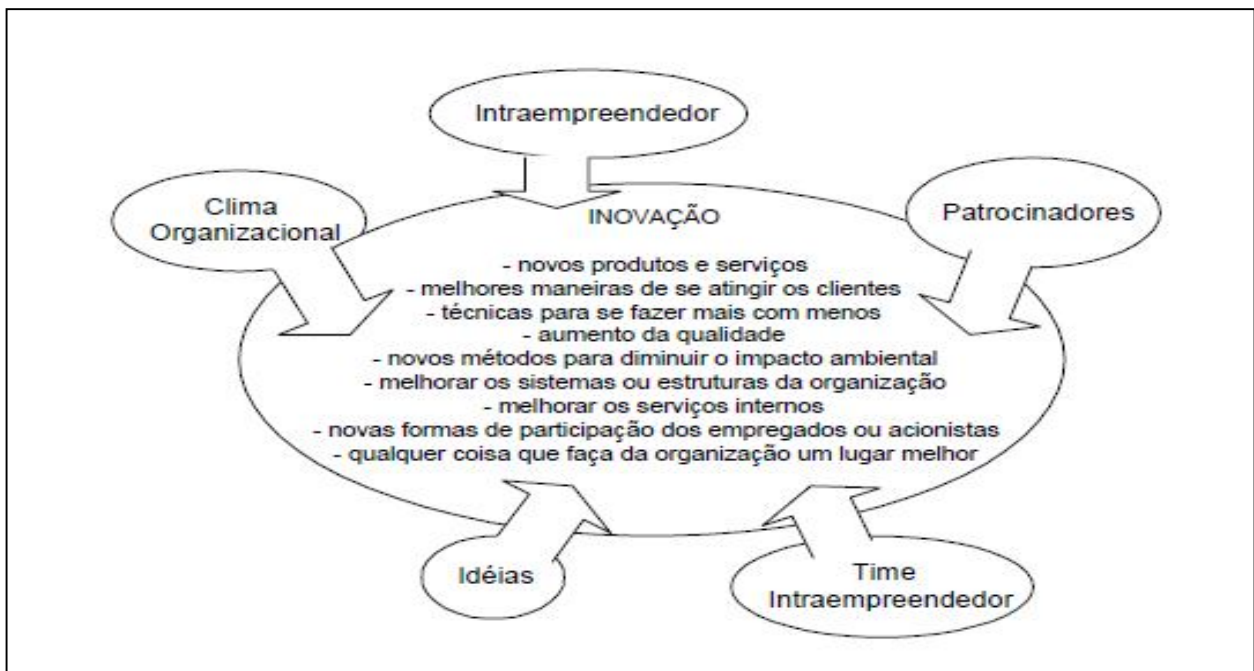 Intraempreendedor
Clima
Organizacional
Patrocinadores
INOVAÇÃO
- novos produtos e serviços
- melhores maneiras de se atingir os clientes
- técnicas para se fazer mais com menos
- aumento da qualidade
- novos métodos para diminuir o impacto ambiental
- melhorar os sistemas ou estruturas da organização
- melhorar os serviços internos
- novas formas de participação dos empregados ou acionistas
- qualquer coisa que faça da organização um lugar melhor
Idéias
Time
Intraempreendedor